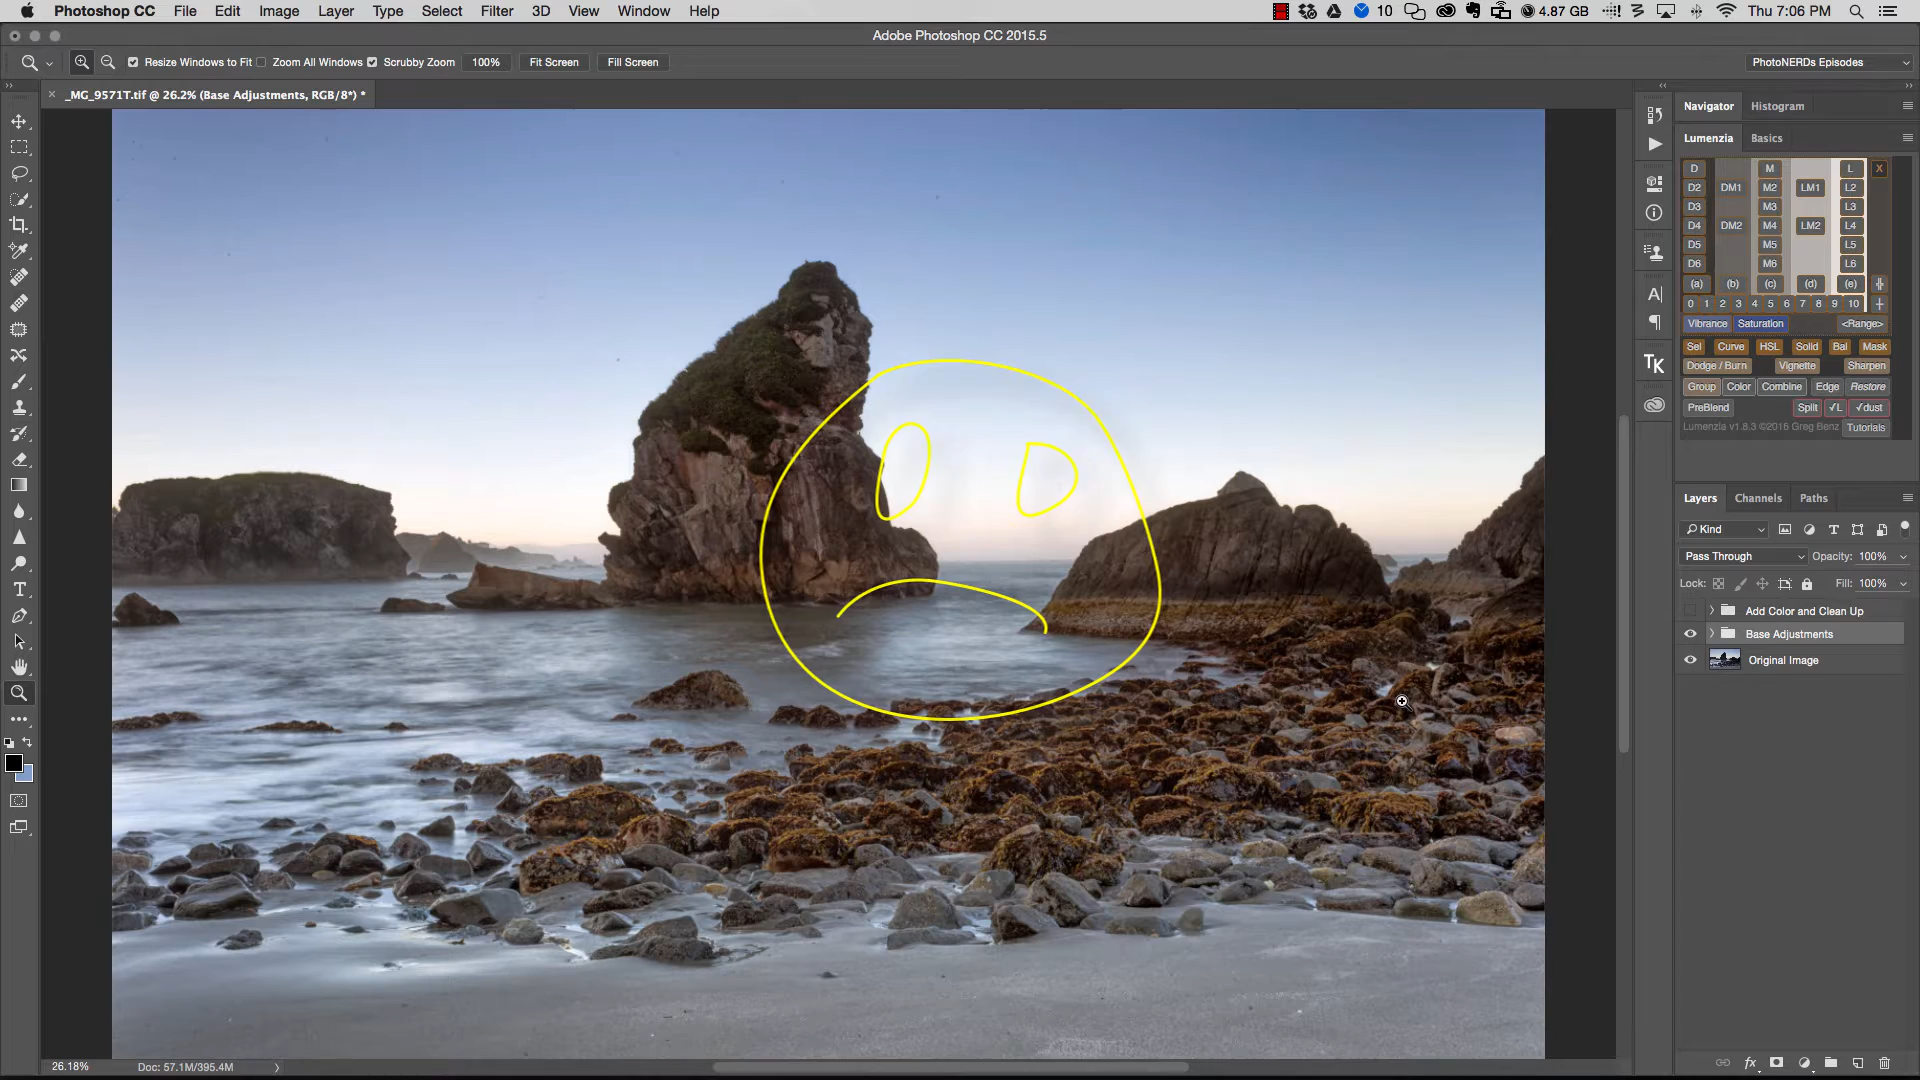 Photoshop CC File Edit Image Layer Type Select Filter 3D View Window Help 10 4.87 GB Thu 7:06 PM
Adobe Photoshop CC 2015.5
Resize Windows to Fit Zoom All Windows Scrubby Zoom 100% Fit Screen Fill Screen PhotoNERDs Episodes
_MG_9571T.tif @ 26.2% (Base Adjustments, RGB/8*) *
Navigator Histogram
Lumenzia Basics
D M L X
D2 DM1 M2 LM1 L2
D3 M3 L3
D4 DM2 M4 LM2 L4
D5 M5 L5
D6 M6 L6
(a) (b) (c) (d) (e)
0 1 2 3 4 5 6 7 8 9 10
Vibrance Saturation <Range>
Sel Curve HSL Solid Bal Mask
Dodge / Burn Vignette Sharpen
Group Color Combine Edge Restore
PreBlend Split √L √dust
Lumenzia v1.8.3 ©2016 Greg Benz Tutorials
TK
Layers Channels Paths
Kind
Pass Through Opacity: 100%
Lock: Fill: 100%
Add Color and Clean Up
Base Adjustments
Original Image
26.18% Doc: 57.1M/395.4M
fx